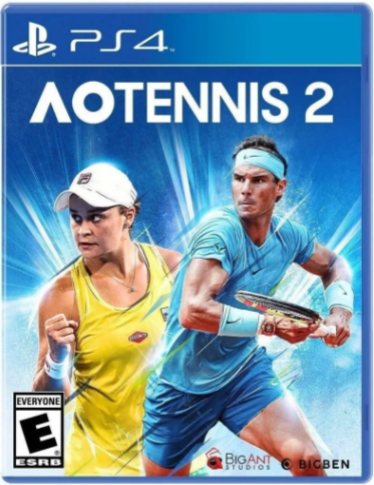 PS4
AOTENNIS 2
EVERYONE
E
ESRB
BIGANT
STUDIOS
BIGBEN